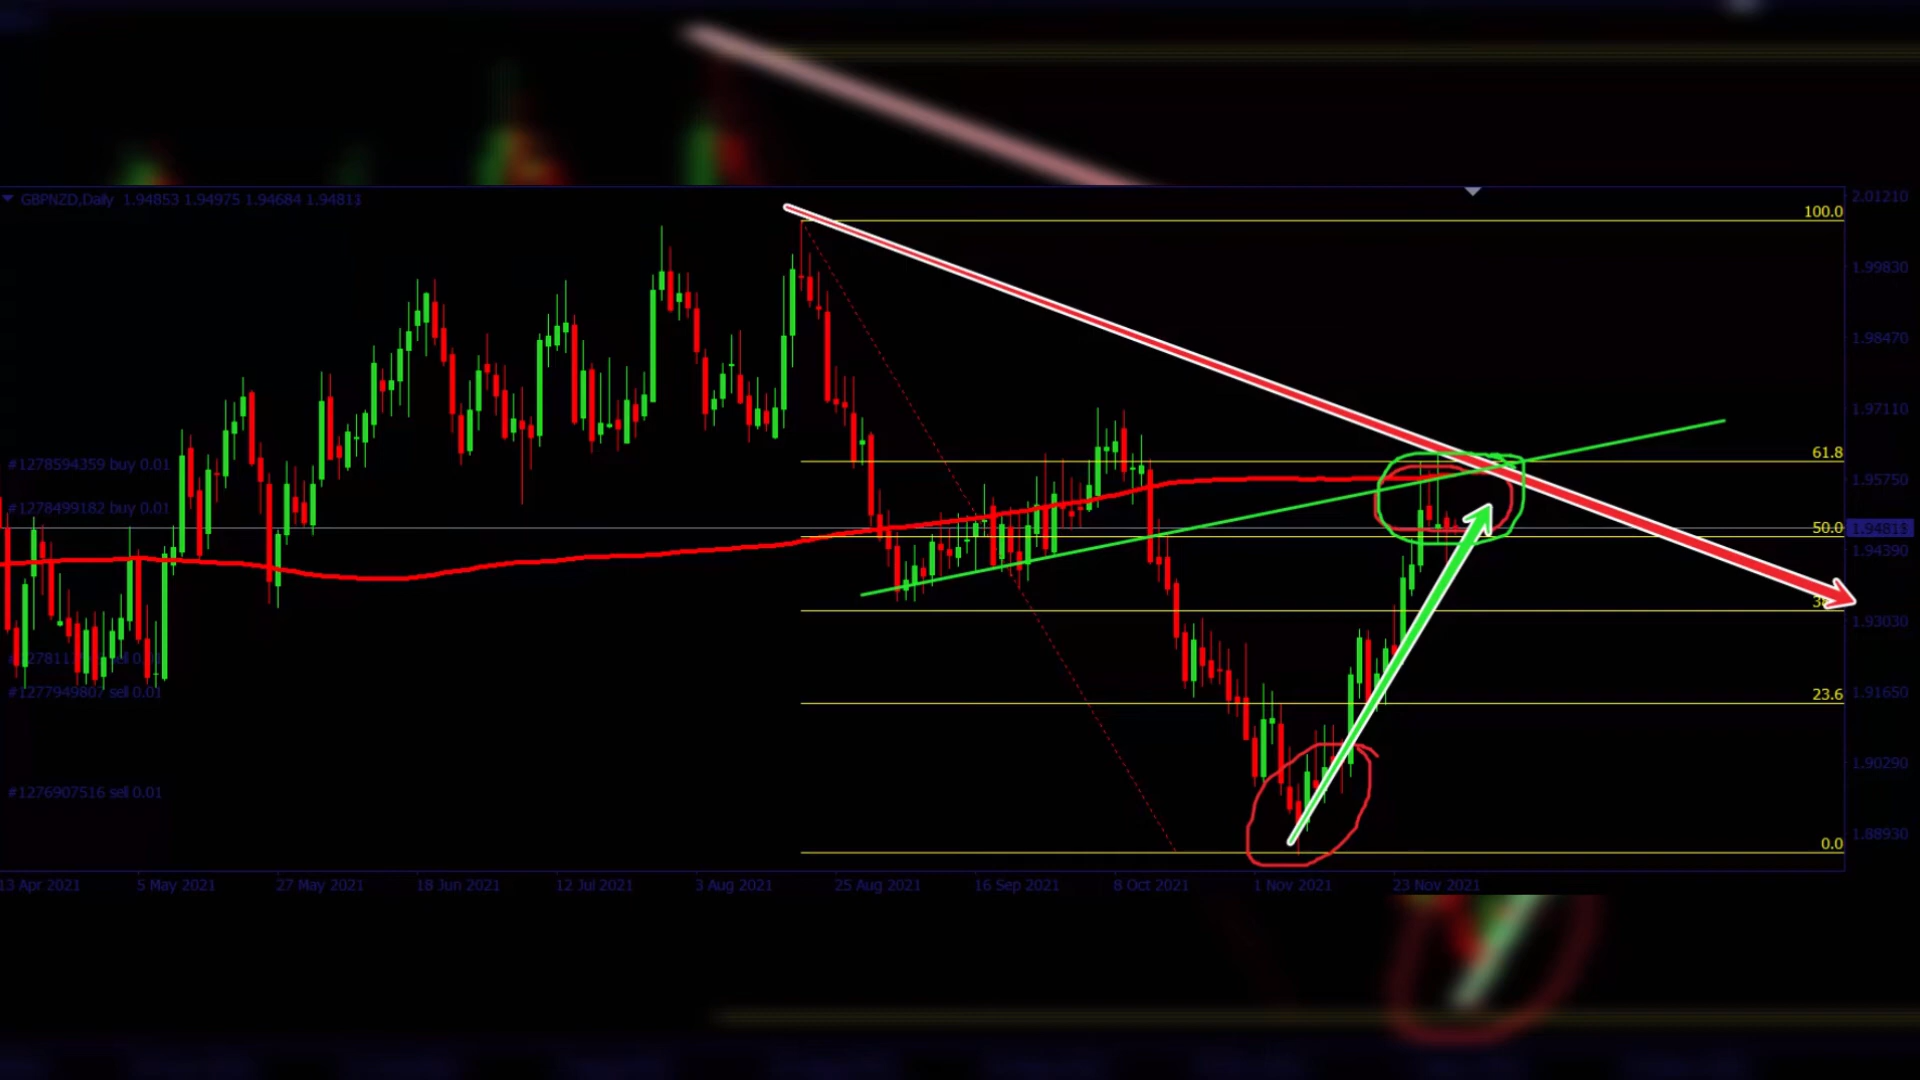 GBPNZD,Daily 1.94853 1.94975 1.94684 1.94811
2.01210
100.0
1.99830
1.98470
1.97110
61.8
#1278594359 buy 0.01
1.95750
#1278499182 buy 0.01
50.0
1.94811
1.94390
1.93030
23.6
#1277949807 sell 0.01
1.91650
1.90290
#1276907516 sell 0.01
1.88930
0.0
13 Apr 2021 5 May 2021 27 May 2021 18 Jun 2021 12 Jul 2021 3 Aug 2021 25 Aug 2021 16 Sep 2021 8 Oct 2021 1 Nov 2021 23 Nov 2021